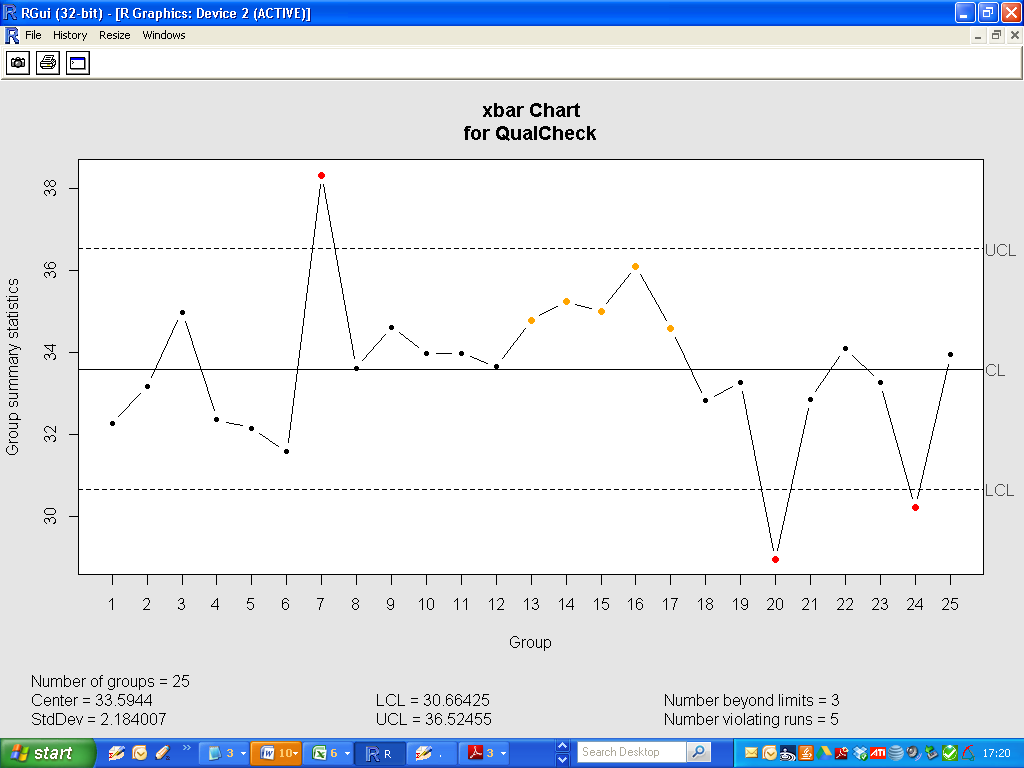 RGui (32-bit) - [R Graphics: Device 2 (ACTIVE)]
File History Resize Windows
xbar Chart
for QualCheck
38
36
34
32
30
Group summary statistics
UCL
CL
LCL
1 2 3 4 5 6 7 8 9 10 11 12 13 14 15 16 17 18 19 20 21 22 23 24 25
Group
Number of groups = 25
Center = 33.5944 LCL = 30.66425 Number beyond limits = 3
StdDev = 2.184007 UCL = 36.52455 Number violating runs = 5
start 3 10 6 R R . 3 Search Desktop ATI 17:20